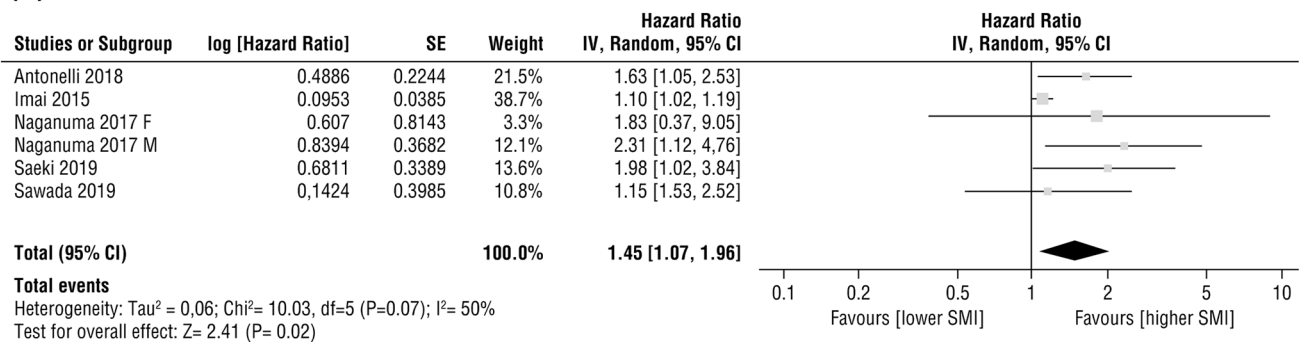 Hazard Ratio Hazard Ratio
Studies or Subgroup log [Hazard Ratio] SE Weight IV, Random, 95% CI IV, Random, 95% CI
Antonelli 2018 0.4886 0.2244 21.5% 1.63 [1.05, 2.53]
Imai 2015 0.0953 0.0385 38.7% 1.10 [1.02, 1.19]
Naganuma 2017 F 0.607 0.8143 3.3% 1.83 [0.37, 9.05]
Naganuma 2017 M 0.8394 0.3682 12.1% 2.31 [1.12, 4,76]
Saeki 2019 0.6811 0.3389 13.6% 1.98 [1.02, 3.84]
Sawada 2019 0,1424 0.3985 10.8% 1.15 [1.53, 2.52]
Total (95% CI) 100.0% 1.45 [1.07, 1.96]
Total events
0.1 0.2 0.5 1 2 5 10
Heterogeneity: Tau² = 0,06; Chi²= 10.03, df=5 (P=0.07); I²= 50%
Favours [lower SMI] Favours [higher SMI]
Test for overall effect: Z= 2.41 (P= 0.02)